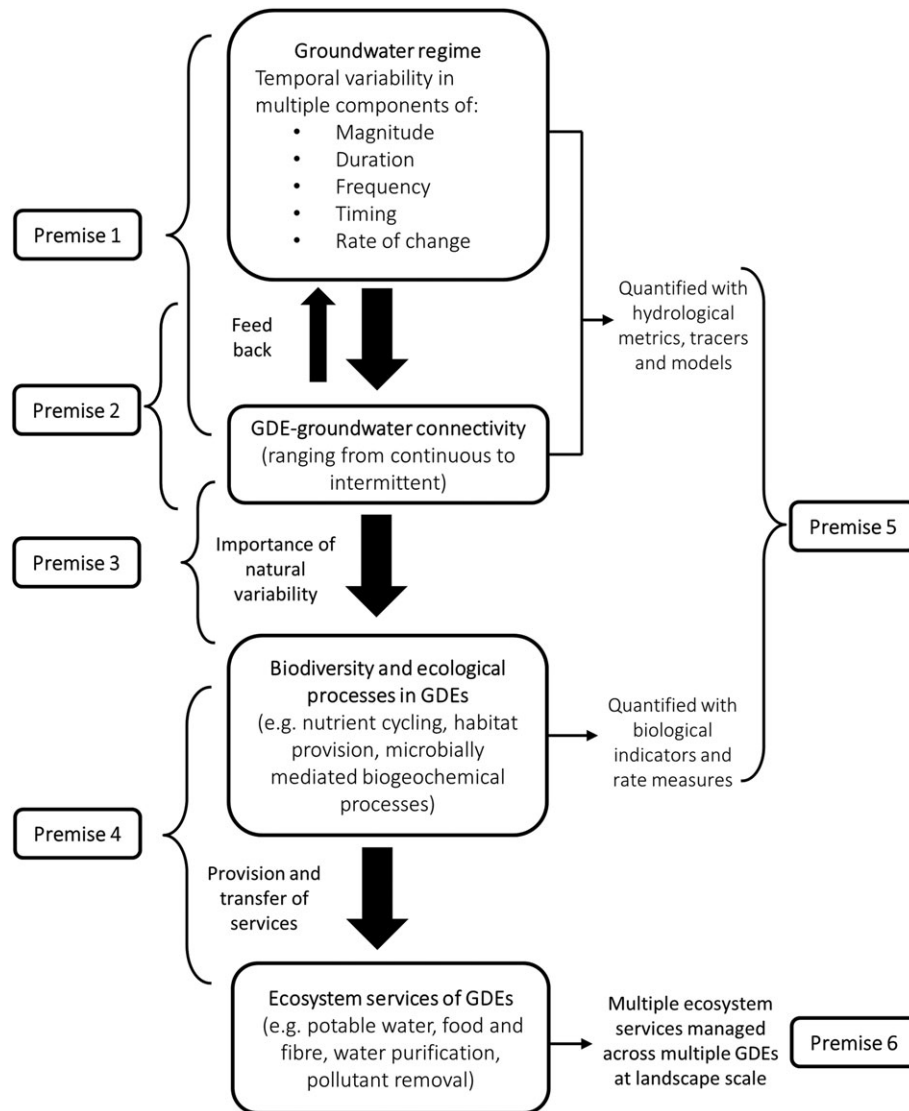 Groundwater regime
Temporal variability in
multiple components of:
• Magnitude
• Duration
• Frequency
• Timing
• Rate of change
Premise 1
Feed
back
Quantified with
hydrological
metrics, tracers
and models
Premise 2
GDE-groundwater connectivity
(ranging from continuous to
intermittent)
Premise 3
Importance of
natural
variability
Premise 5
Biodiversity and ecological
processes in GDEs
(e.g. nutrient cycling, habitat
provision, microbially
mediated biogeochemical
processes)
Quantified with
biological
indicators and
rate measures
Premise 4
Provision and
transfer of
services
Ecosystem services of GDEs
(e.g. potable water, food and
fibre, water purification,
pollutant removal)
Multiple ecosystem
services managed
across multiple GDEs
at landscape scale
Premise 6